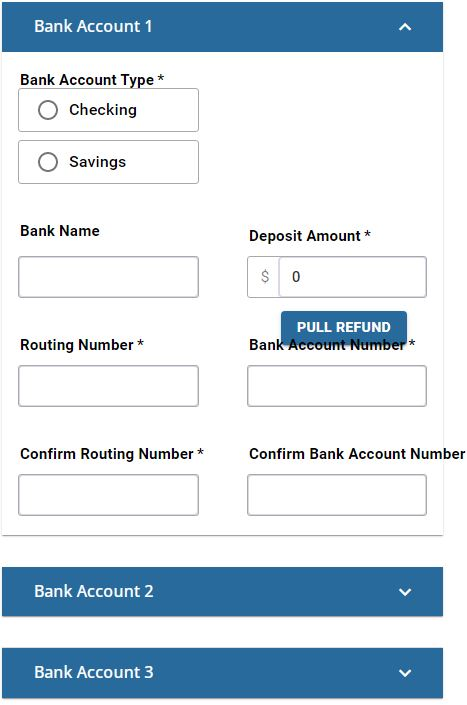 Bank Account 1
Bank Account Type *
Checking
Savings
Bank Name
Deposit Amount *
$ 0
PULL REFUND
Routing Number *
Bank Account Number *
Confirm Routing Number *
Confirm Bank Account Number
Bank Account 2
Bank Account 3